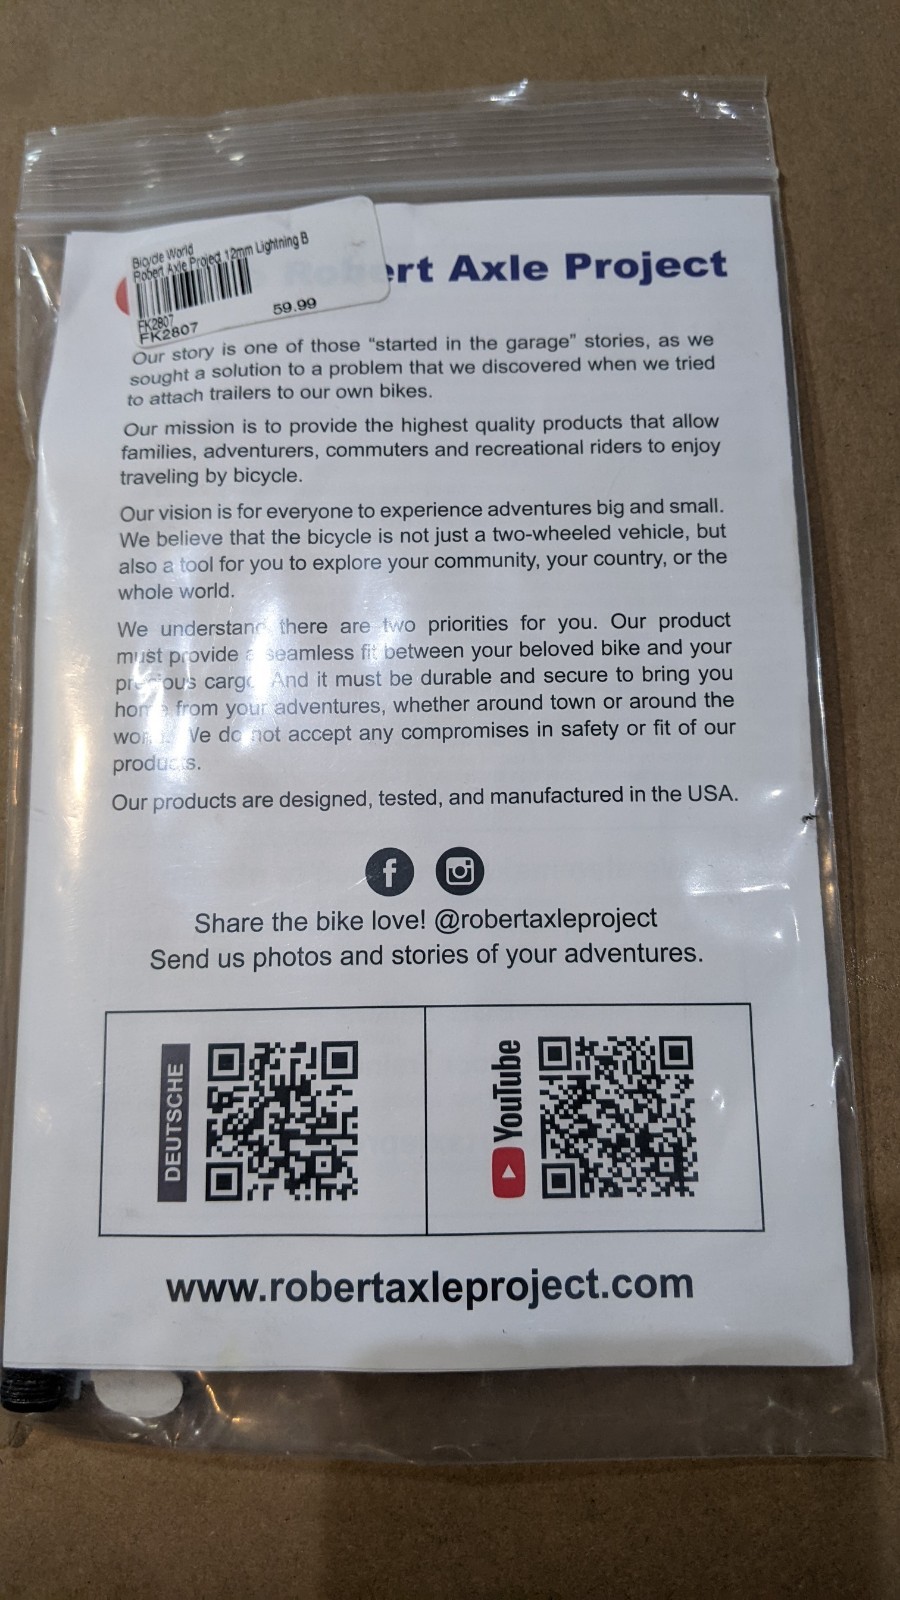 Bicycle World
Robert Axle Project 12mm Lightning B
FK2807
FK2807
59.99
Robert Axle Project
Our story is one of those “started in the garage” stories, as we
sought a solution to a problem that we discovered when we tried
to attach trailers to our own bikes.
Our mission is to provide the highest quality products that allow
families, adventurers, commuters and recreational riders to enjoy
traveling by bicycle.
Our vision is for everyone to experience adventures big and small.
We believe that the bicycle is not just a two-wheeled vehicle, but
also a tool for you to explore your community, your country, or the
whole world.
We understand there are two priorities for you. Our product
must provide a seamless fit between your beloved bike and your
precious cargo. And it must be durable and secure to bring you
home from your adventures, whether around town or around the
world. We do not accept any compromises in safety or fit of our
products.
Our products are designed, tested, and manufactured in the USA.
Share the bike love! @robertaxleproject
Send us photos and stories of your adventures.
DEUTSCHE
YouTube
www.robertaxleproject.com